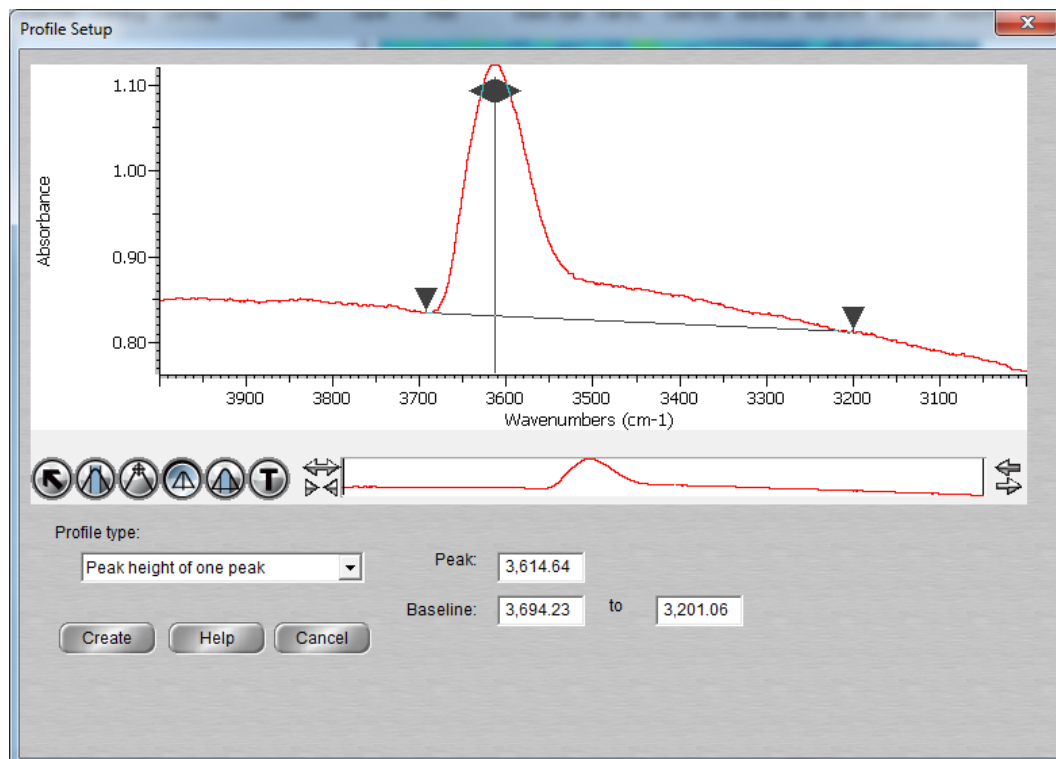 Profile Setup
X
1.10
1.00
0.90
0.80
Absorbance
3900 3800 3700 3600 3500 3400 3300 3200 3100
Wavenumbers (cm-1)
T
Profile type:
Peak height of one peak
Peak: 3,614.64
Baseline: 3,694.23 to 3,201.06
Create Help Cancel